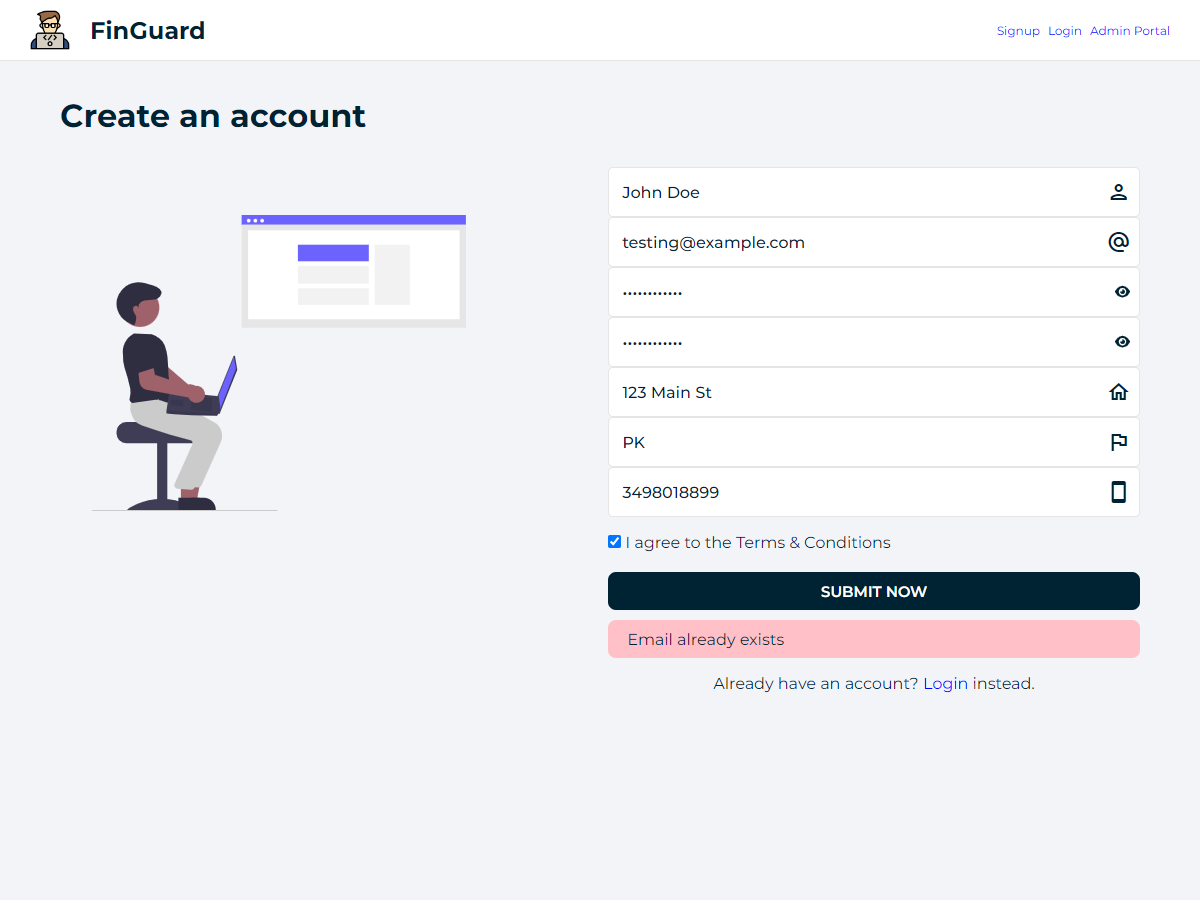 FinGuard
Signup Login Admin Portal
Create an account
John Doe
testing@example.com
••••••••••••
••••••••••••
123 Main St
PK
3498018899
I agree to the Terms & Conditions
SUBMIT NOW
Email already exists
Already have an account? Login instead.